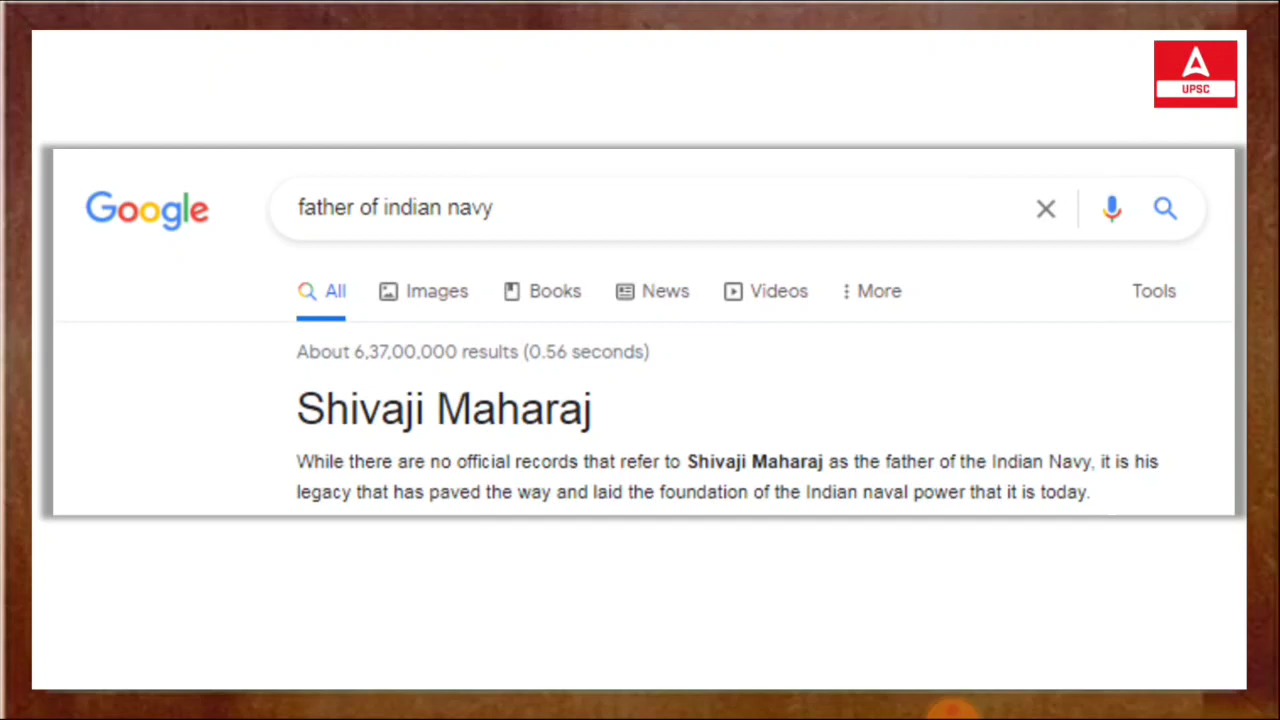 UPSC
Google
father of indian navy
All Images Books News Videos More Tools
About 6,37,00,000 results (0.56 seconds)
Shivaji Maharaj
While there are no official records that refer to Shivaji Maharaj as the father of the Indian Navy, it is his
legacy that has paved the way and laid the foundation of the Indian naval power that it is today.